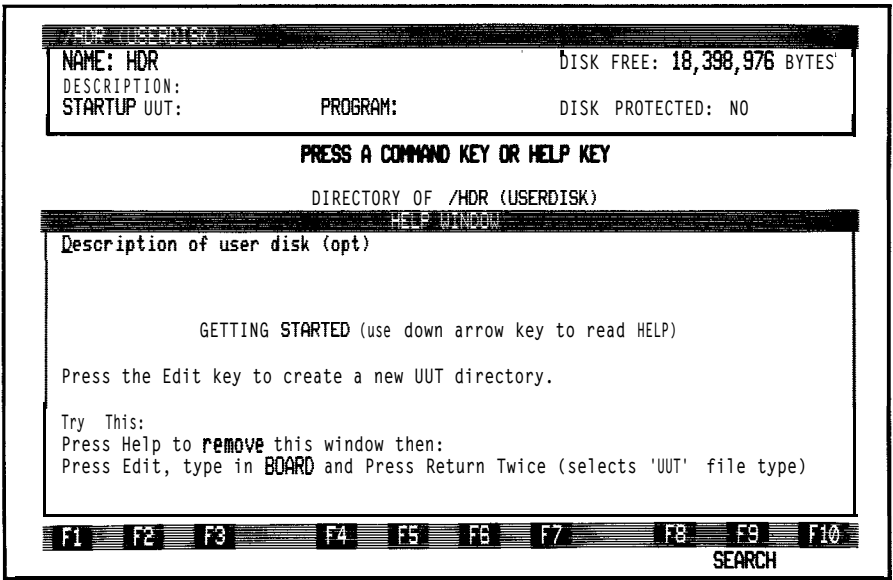 /HDR (USERDISK)
NAME: HDR DISK FREE: 18,398,976 BYTES
DESCRIPTION:
STARTUP UUT: PROGRAM: DISK PROTECTED: NO
PRESS A COMMAND KEY OR HELP KEY
DIRECTORY OF /HDR (USERDISK)
HELP WINDOW
Description of user disk (opt)
GETTING STARTED (use down arrow key to read HELP)
Press the Edit key to create a new UUT directory.
Try This:
Press Help to remove this window then:
Press Edit, type in BOARD and Press Return Twice (selects 'UUT' file type)
F1 F2 F3 F4 F5 F6 F7 F8 F9 F10
SEARCH